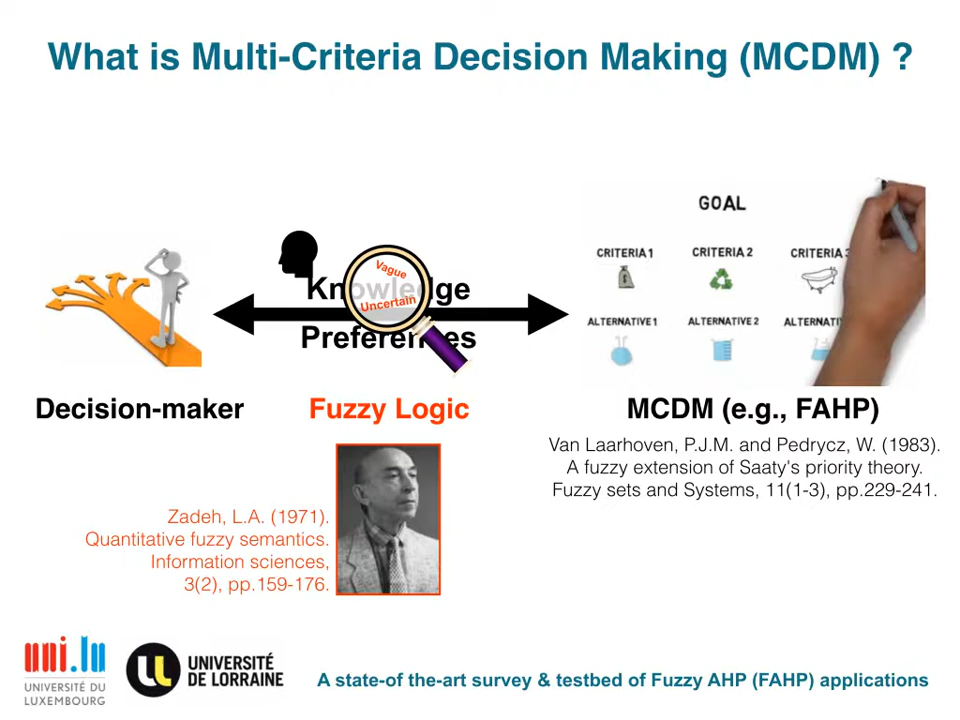 What is Multi-Criteria Decision Making (MCDM) ?
GOAL
CRITERIA 1
CRITERIA 2
CRITERIA 3
ALTERNATIVE 1
ALTERNATIVE 2
Vague
Knowledge
Uncertain
Preferences
Decision-maker
Fuzzy Logic
MCDM (e.g., FAHP)
Van Laarhoven, P.J.M. and Pedrycz, W. (1983).
A fuzzy extension of Saaty's priority theory.
Fuzzy sets and Systems, 11(1-3), pp.229-241.
Zadeh, L.A. (1971).
Quantitative fuzzy semantics.
Information sciences,
3(2), pp.159-176.
uni.lu
UNIVERSITÉ DU
LUXEMBOURG
UNIVERSITÉ
DE LORRAINE
A state-of the-art survey & testbed of Fuzzy AHP (FAHP) applications